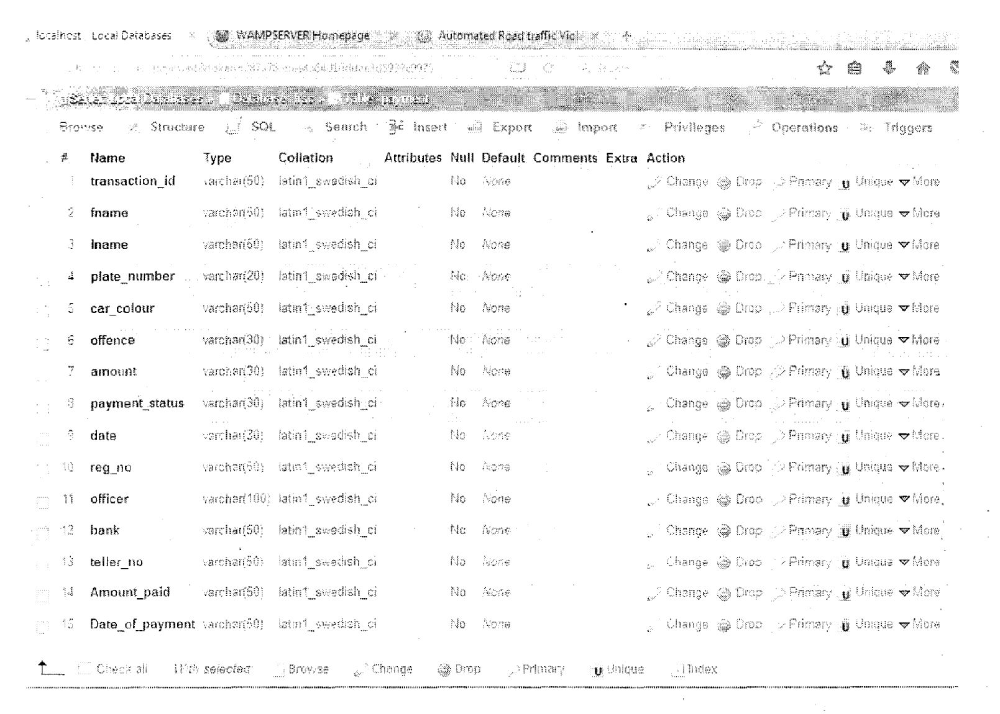 localhost Local Databases × WAMPSERVER Homepage × Automated Road traffic Viol × +
Server Local Databases » Database frsc » Table payment
Browse Structure SQL Search Insert Export Import Privileges Operations Triggers
# Name Type Collation Attributes Null Default Comments Extra Action
1 transaction_id varchar(50) latin1_swedish_ci No None Change Drop Primary Unique More
2 fname varchar(50) latin1_swedish_ci No None Change Drop Primary Unique More
3 lname varchar(50) latin1_swedish_ci No None Change Drop Primary Unique More
4 plate_number varchar(20) latin1_swedish_ci No None Change Drop Primary Unique More
5 car_colour varchar(50) latin1_swedish_ci No None Change Drop Primary Unique More
6 offence varchar(30) latin1_swedish_ci No None Change Drop Primary Unique More
7 amount varchar(30) latin1_swedish_ci No None Change Drop Primary Unique More
8 payment_status varchar(30) latin1_swedish_ci No None Change Drop Primary Unique More
9 date varchar(30) latin1_swedish_ci No None Change Drop Primary Unique More
10 reg_no varchar(50) latin1_swedish_ci No None Change Drop Primary Unique More
11 officer varchar(100) latin1_swedish_ci No None Change Drop Primary Unique More
12 bank varchar(50) latin1_swedish_ci No None Change Drop Primary Unique More
13 teller_no varchar(50) latin1_swedish_ci No None Change Drop Primary Unique More
14 Amount_paid varchar(50) latin1_swedish_ci No None Change Drop Primary Unique More
15 Date_of_payment varchar(50) latin1_swedish_ci No None Change Drop Primary Unique More
Check all With selected: Browse Change Drop Primary Unique Index